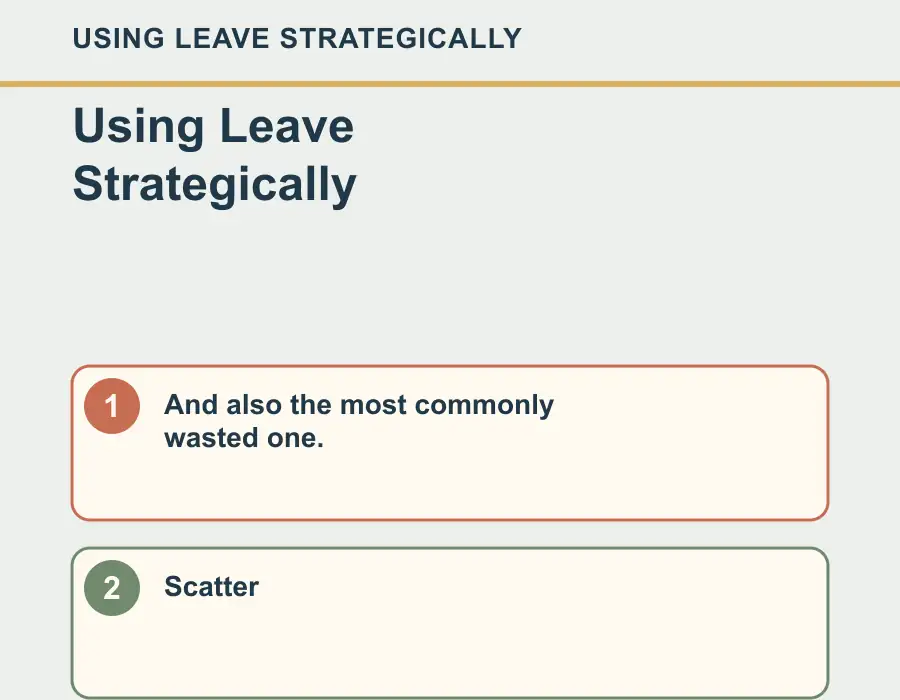 USING LEAVE STRATEGICALLY
Using Leave
Strategically
1
And also the most commonly
wasted one.
2
Scatter